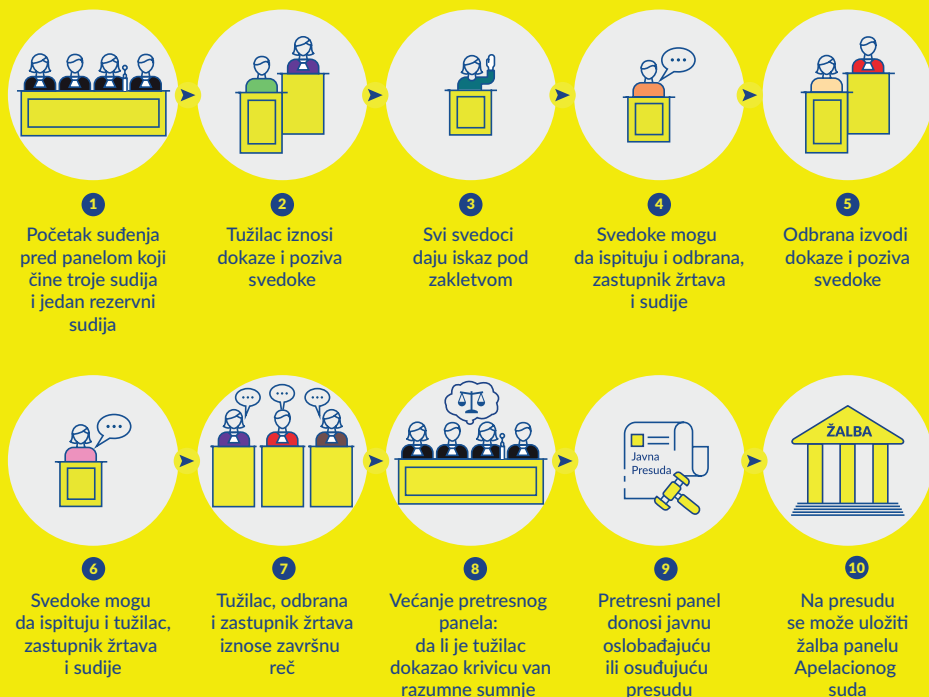 1
Početak suđenja
pred panelom koji
čine troje sudija
i jedan rezervni
sudija
2
Tužilac iznosi
dokaze i poziva
svedoke
3
Svi svedoci
daju iskaz pod
zakletvom
4
Svedoke mogu
da ispituju i odbrana,
zastupnik žrtava
i sudije
5
Odbrana izvodi
dokaze i poziva
svedoke
6
Svedoke mogu
da ispituju i tužilac,
zastupnik žrtava
i sudije
7
Tužilac, odbrana
i zastupnik žrtava
iznose završnu
reč
8
Većanje pretresnog
panela:
da li je tužilac
dokazao krivicu van
razumne sumnje
Javna
Presuda
9
Pretresni panel
donosi javnu
oslobađajuću
ili osuđujuću
presudu
ŽALBA
10
Na presudu
se može uložiti
žalba panelu
Apelacionog
suda